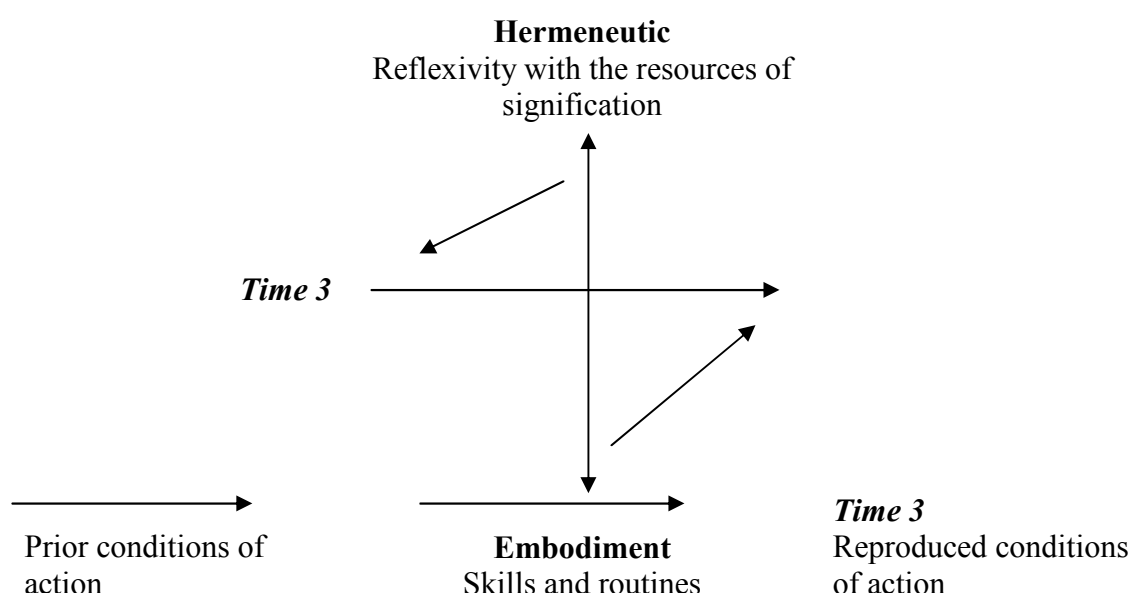 Hermeneutic
Reflexivity with the resources of
signification
Time 3
Prior conditions of
action
Embodiment
Skills and routines
Time 3
Reproduced conditions
of action